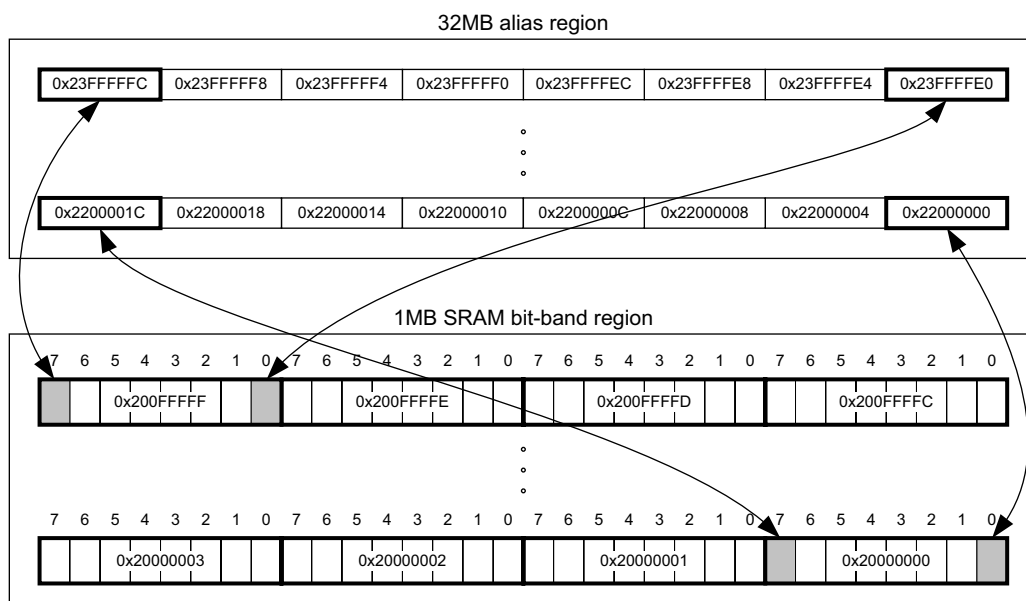 32MB alias region
0x23FFFFFC 0x23FFFFF8 0x23FFFFF4 0x23FFFFF0 0x23FFFFEC 0x23FFFFE8 0x23FFFFE4 0x23FFFFE0
0x2200001C 0x22000018 0x22000014 0x22000010 0x2200000C 0x22000008 0x22000004 0x22000000
1MB SRAM bit-band region
7 6 5 4 3 2 1 0 7 6 5 4 3 2 1 0 7 6 5 4 3 2 1 0 7 6 5 4 3 2 1 0
0x200FFFFF 0x200FFFFE 0x200FFFFD 0x200FFFFC
7 6 5 4 3 2 1 0 7 6 5 4 3 2 1 0 7 6 5 4 3 2 1 0 7 6 5 4 3 2 1 0
0x20000003 0x20000002 0x20000001 0x20000000